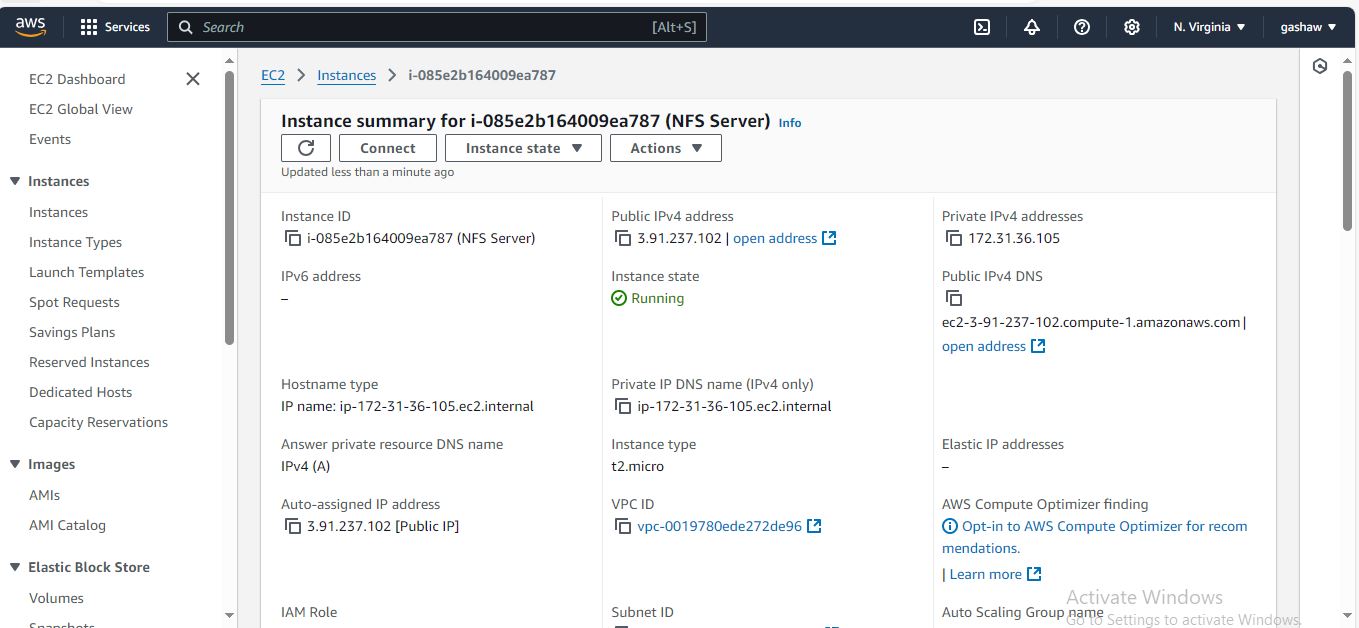 aws
Services
Search [Alt+S]
N. Virginia
gashaw
EC2 Dashboard
EC2 Global View
Events
Instances
Instances
Instance Types
Launch Templates
Spot Requests
Savings Plans
Reserved Instances
Dedicated Hosts
Capacity Reservations
Images
AMIs
AMI Catalog
Elastic Block Store
Volumes
Snapshots
EC2 > Instances > i-085e2b164009ea787
Instance summary for i-085e2b164009ea787 (NFS Server) Info
Connect
Instance state
Actions
Updated less than a minute ago
Instance ID
i-085e2b164009ea787 (NFS Server)
Public IPv4 address
3.91.237.102 | open address
Private IPv4 addresses
172.31.36.105
IPv6 address
–
Instance state
Running
Public IPv4 DNS
ec2-3-91-237-102.compute-1.amazonaws.com |
open address
Hostname type
IP name: ip-172-31-36-105.ec2.internal
Private IP DNS name (IPv4 only)
ip-172-31-36-105.ec2.internal
Answer private resource DNS name
IPv4 (A)
Instance type
t2.micro
Elastic IP addresses
–
Auto-assigned IP address
3.91.237.102 [Public IP]
VPC ID
vpc-0019780ede272de96
AWS Compute Optimizer finding
Opt-in to AWS Compute Optimizer for recom
mendations.
| Learn more
IAM Role
Subnet ID
Auto Scaling Group name
Activate Windows
Go to Settings to activate Windows.